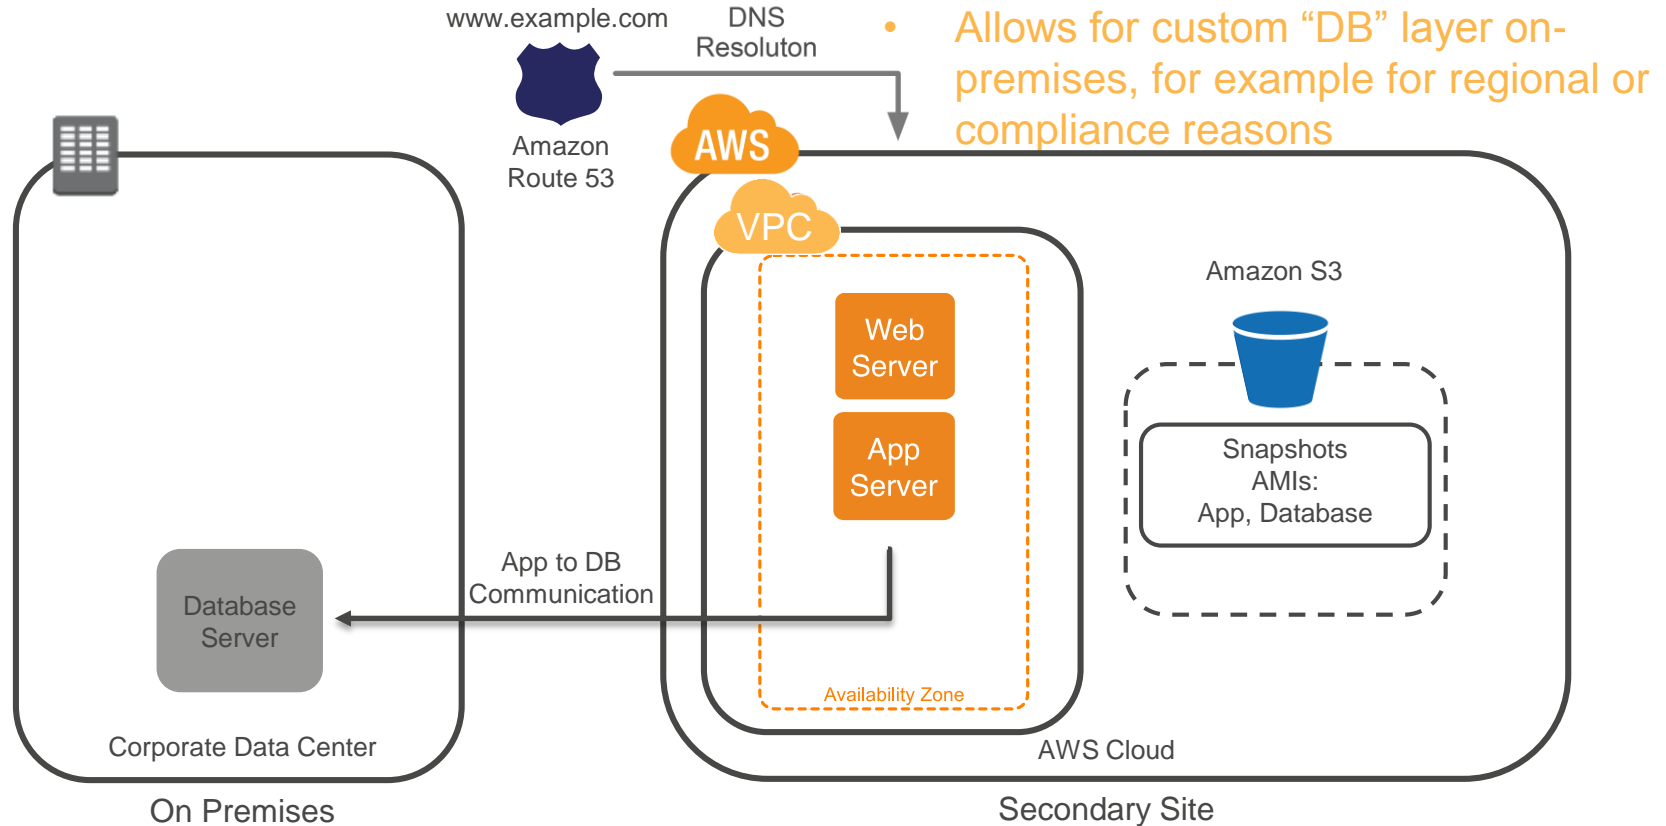 www.example.com
DNS
Resoluton
• Allows for custom “DB” layer on-
premises, for example for regional or
compliance reasons
Amazon
Route 53
AWS
VPC
Web
Server
App
Server
Amazon S3
Snapshots
AMIs:
App, Database
App to DB
Communication
Database
Server
Availability Zone
Corporate Data Center
AWS Cloud
On Premises
Secondary Site